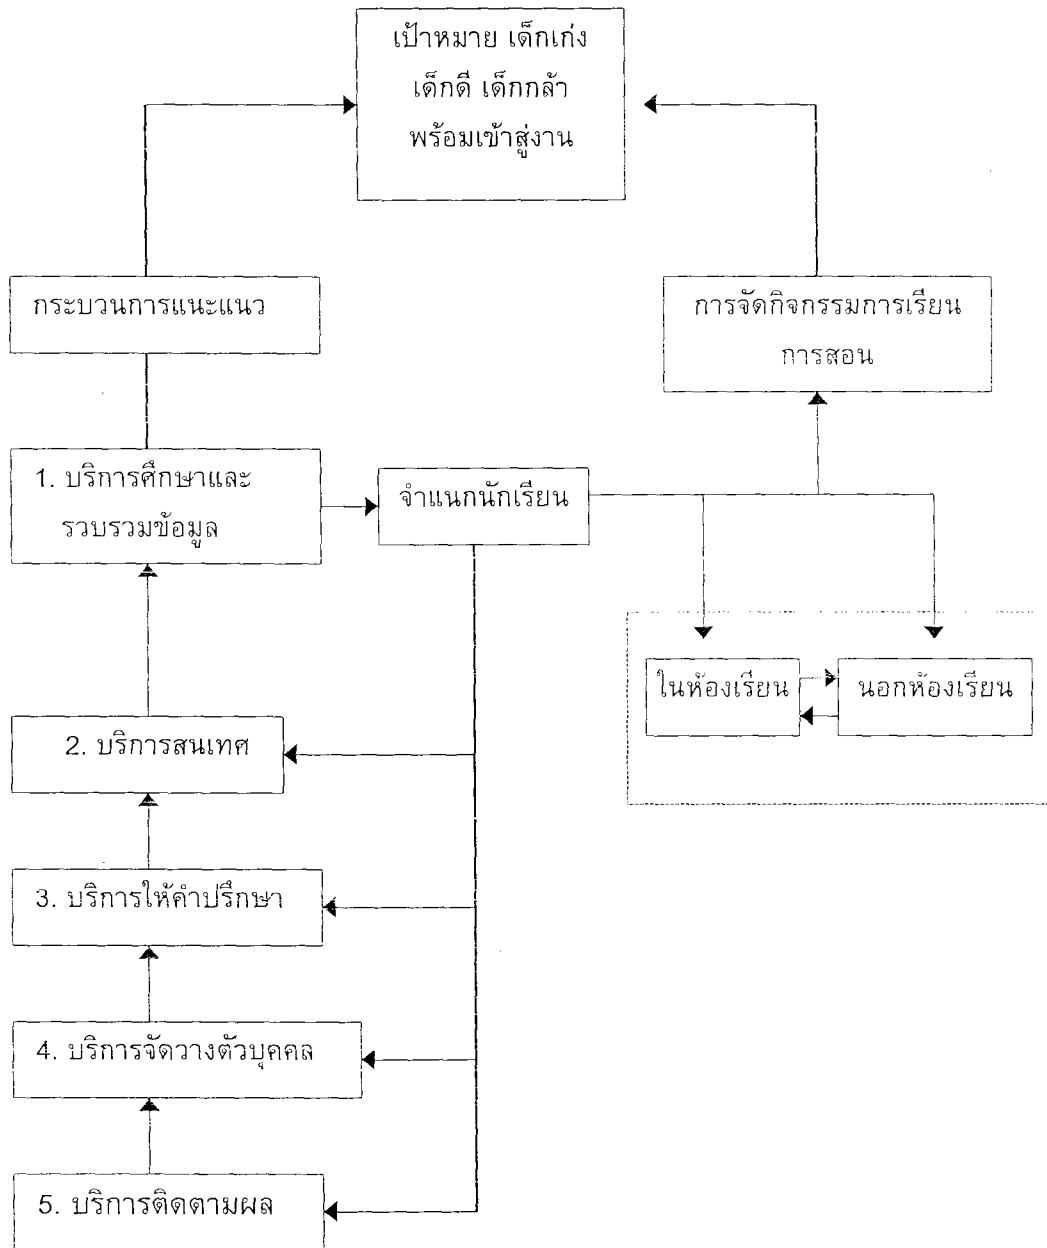 เป้าหมาย เด็กเก่ง
เด็กดี เด็กกล้า
พร้อมเข้าสู่งาน
กระบวนการแนะแนว
การจัดกิจกรรมการเรียน
การสอน
1. บริการศึกษาและ
รวบรวมข้อมูล
จำแนกนักเรียน
ในห้องเรียน
นอกห้องเรียน
2. บริการสนเทศ
3. บริการให้คำปรึกษา
4. บริการจัดวางตัวบุคคล
5. บริการติดตามผล